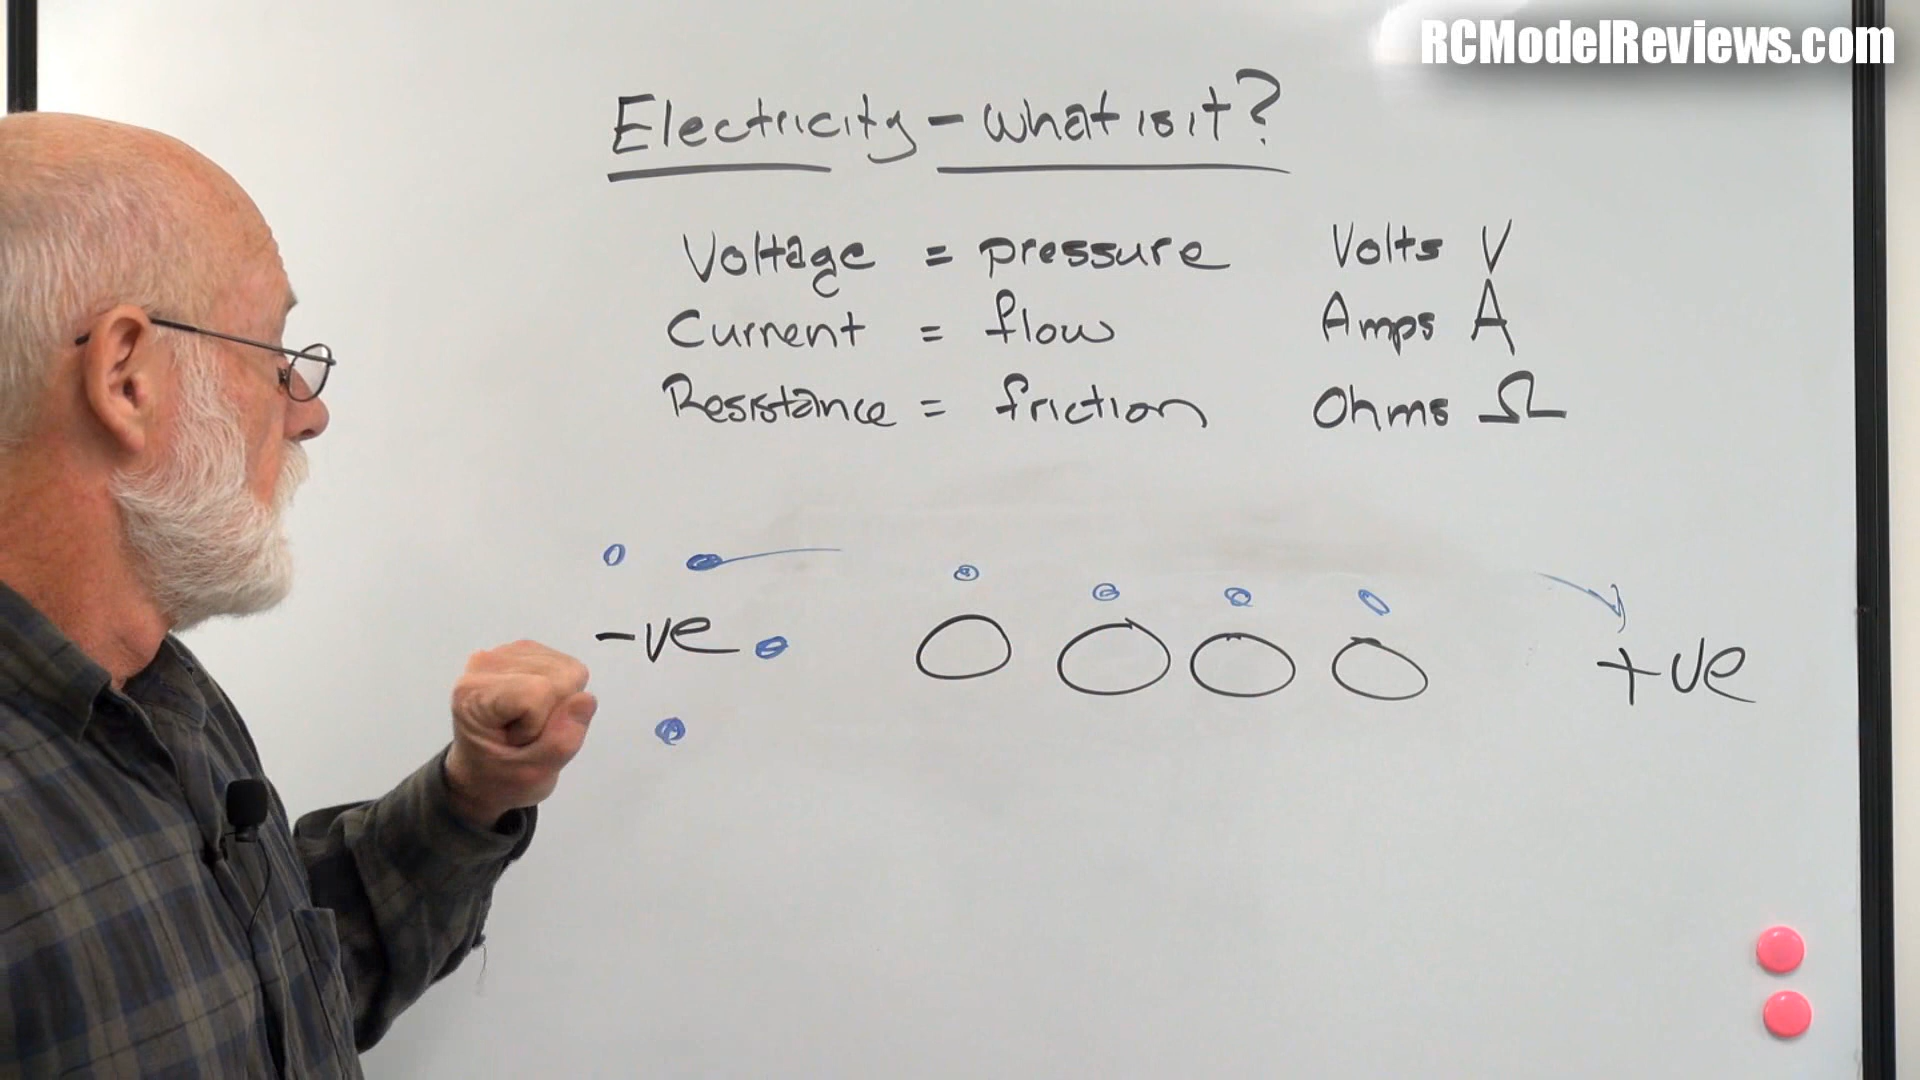 RCModelReviews.com
Electricity - what is it?
Voltage = pressure Volts V
Current = flow Amps A
Resistance = friction Ohms Ω
-ve +ve